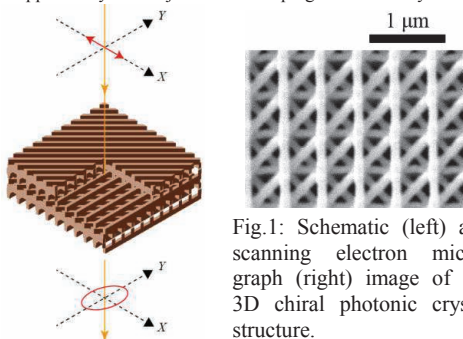 Y
X
1 μm
Fig.1: Schematic (left) a
scanning electron mic
graph (right) image of
3D chiral photonic crys
structure.
Y
X